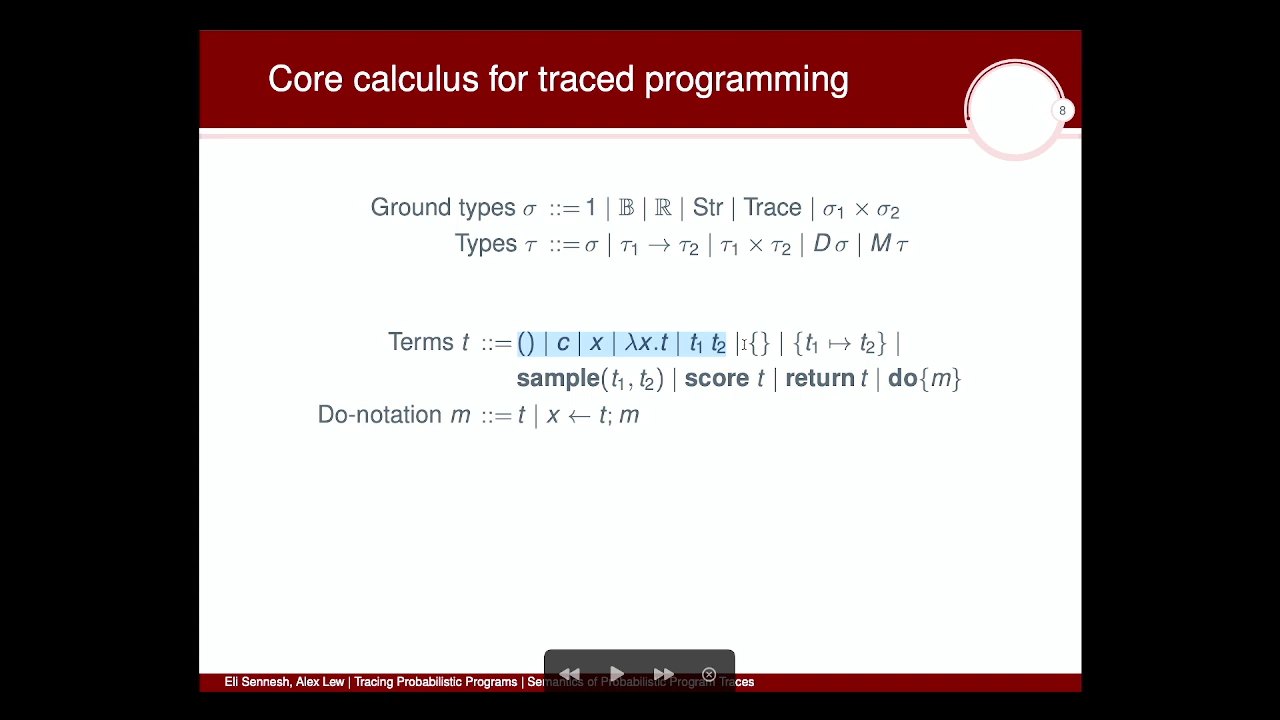 Core calculus for traced programming
8
Ground types σ ::= 1 | 𝔹 | ℝ | Str | Trace | σ₁ × σ₂
Types τ ::= σ | τ₁ → τ₂ | τ₁ × τ₂ | D σ | M τ
Terms t ::= () | c | x | λx.t | t₁ t₂ | {} | {t₁ ↦ t₂} |
sample(t₁, t₂) | score t | return t | do{m}
Do-notation m ::= t | x ← t; m
Eli Sennesh, Alex Lew | Tracing Probabilistic Programs | Semantics of Probabilistic Program Traces